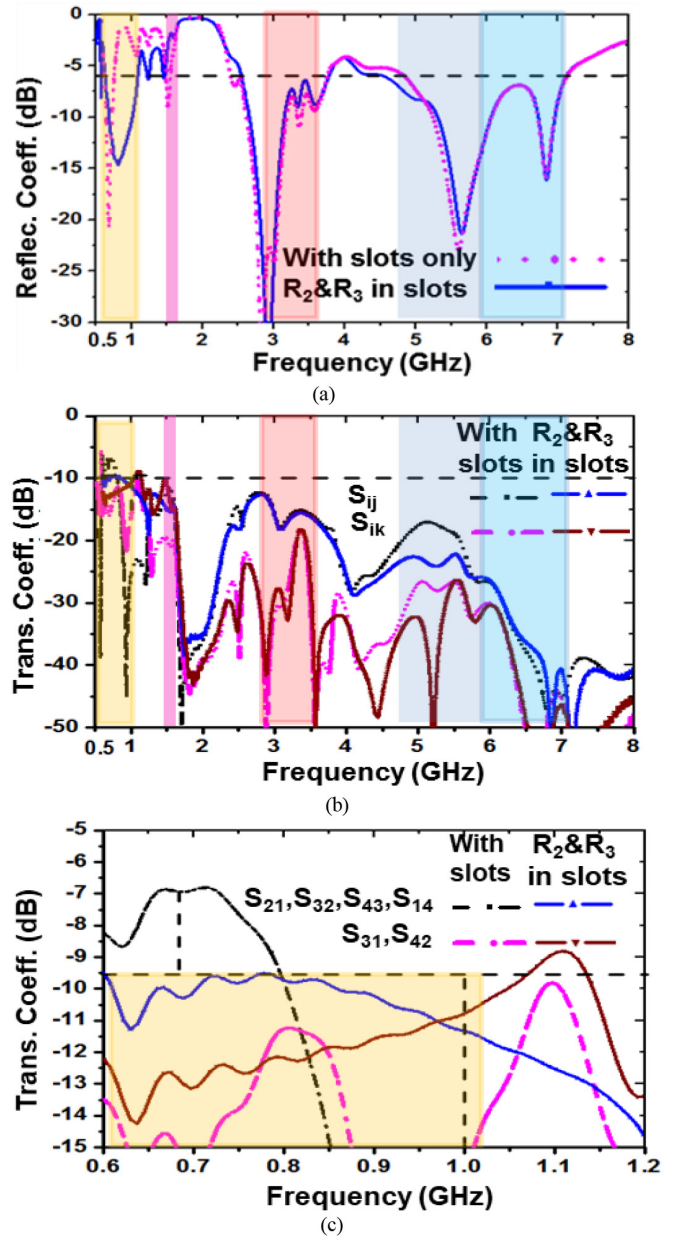 0
-5
-10
-15
-20
-25
-30
Reflec. Coeff. (dB)
With slots only
R2&R3 in slots
0.5 1 2 3 4 5 6 7 8
Frequency (GHz)
(a)
0
-10
-20
-30
-40
-50
Trans. Coeff. (dB)
With R2&R3
slots in slots
Sij
Sik
0.5 1 2 3 4 5 6 7 8
Frequency (GHz)
(b)
-5
-6
-7
-8
-9
-10
-11
-12
-13
-14
-15
Trans. Coeff. (dB)
With R2&R3
slots in slots
S21,S32,S43,S14
S31,S42
0.6 0.7 0.8 0.9 1.0 1.1 1.2
Frequency (GHz)
(c)